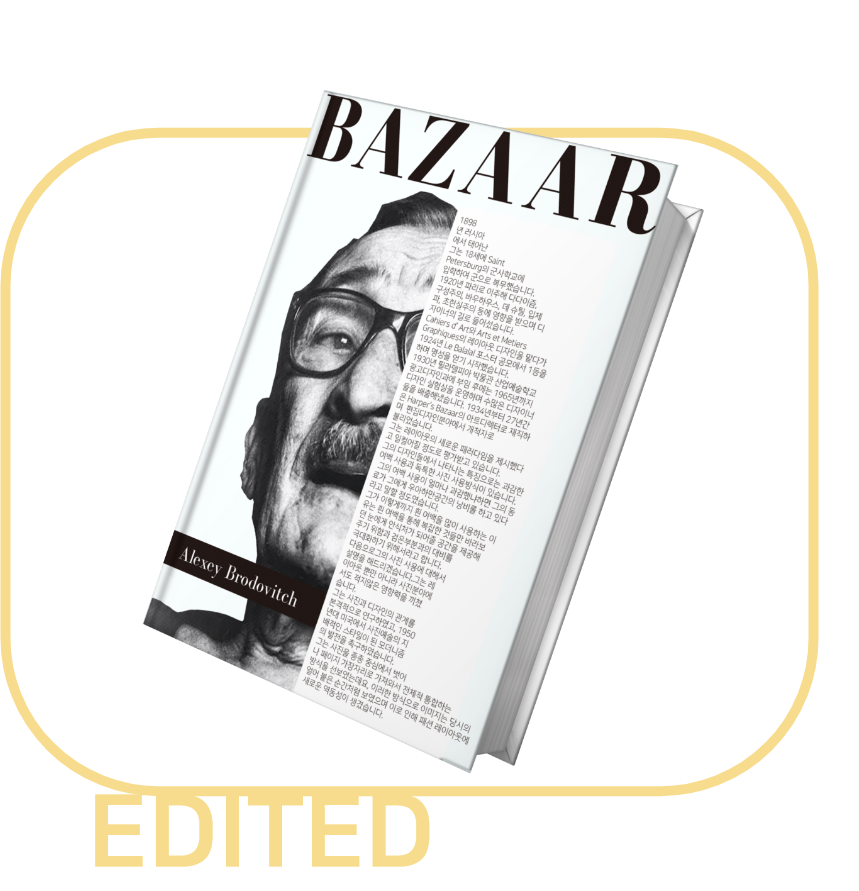 BAZAAR
1898
년 러시아
에서 태어난
그는 18세에 Saint
Petersburg의 군사학교에
입학하여 군으로 복무했습니다.
1920년 파리로 이주해 다다이즘,
구성주의, 바우하우스, 데 슈틸, 입체
파, 초현실주의 등에 영향을 받으며 디
자이너의 길로 들어섰습니다.
Cahiers d' Art와 Arts et Metiers
Graphiques의 레이아웃 디자인을 맡다가
1924년 Le Balalal 포스터 공모에서 1등을
하며 명성을 얻기 시작했습니다.
1930년 필라델피아 박물관 산업예술학교
광고디자인과에 부임 후에는 1965년까지
디자인 실험실을 운영하며 수많은 디자이너
들을 배출해냈습니다. 1934년부터 27년간
은 Harper's Bazaar의 아트디렉터로 재직하
며 편집디자인분야에서 개척자로
불리었습니다.
그는 레이아웃의 새로운 패러다임을 제시했다
고 일컬어질 정도로 평가받고 있습니다.
그의 디자인들에서 나타나는 특징으로는 과감한
여백 사용과 독특한 사진 사용방식이 있습니다.
그의 여백 사용이 얼마나 과감했냐하면 그의 동
료가 그에게 우아하만공간의 낭비를 하고 있다
라고 말할 정도였습니다.
그가 이렇게까지 흰 여백을 많이 사용하는 이
유는 흰 여백을 통해 복잡한 것들만 바라보
던 눈에게 안식처가 되어줄 공간을 제공해
주기 위함과 검은부분과의 대비를
극대화하기 위해서라고 합니다.
다음으로그의 사진 사용에 대해서
설명을 해드리겠습니다.그는 레
이아웃 뿐만 아니라 사진분야에
서도 적지않은 영향력을 끼쳤
습니다.
그는 사진과 디자인의 관계를
본격적으로 연구하였고, 1950
년대 미국에서 사진예술의 지
배적인 스타일이 된 모더니즘
의 발전을 촉구하였습니다.
그는 사진을 종종 중심에서 벗어
나 페이지 가장자리로 가져와서 전체적 통합하는
방식을 선보였는데요, 이러한 방식으로 이미지는 당시의
얼어 붙은 순간처럼 보였으며 이로 인해 패션 레이아웃에
새로운 역동성이 생겼습니다.
Alexey Brodovitch
EDITED